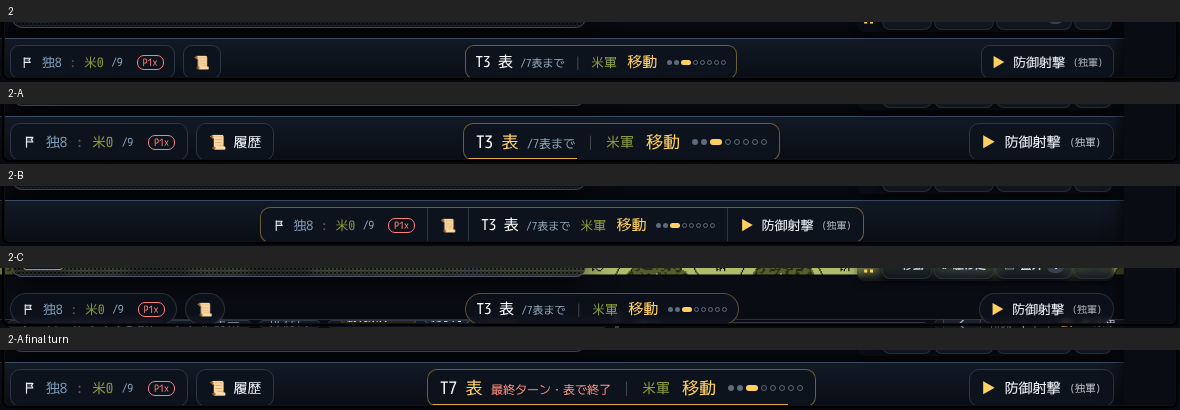 2
独8 : 米0 /9 P1x 📜 T3 表 /7表まで | 米軍 移動 ▶ 防御射撃 (独軍)
2-A
独8 : 米0 /9 P1x 📜 履歴 T3 表 /7表まで | 米軍 移動 ▶ 防御射撃 (独軍)
2-B
独8 : 米0 /9 P1x 📜 T3 表 /7表まで 米軍 移動 ▶ 防御射撃 (独軍)
2-C
独8 : 米0 /9 P1x 📜 T3 表 /7表まで | 米軍 移動 ▶ 防御射撃 (独軍)
2-A final turn
独8 : 米0 /9 P1x 📜 履歴 T7 表 最終ターン・表で終了 | 米軍 移動 ▶ 防御射撃 (独軍)